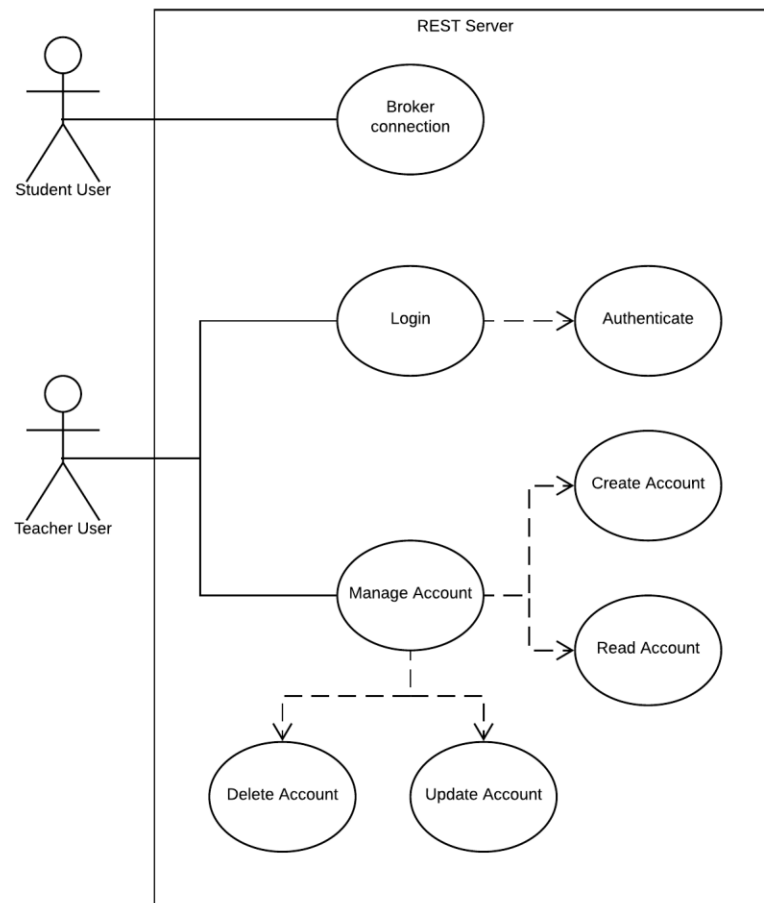 REST Server
Broker
connection
Student User
Login
Authenticate
Create Account
Teacher User
Manage Account
Read Account
Delete Account
Update Account